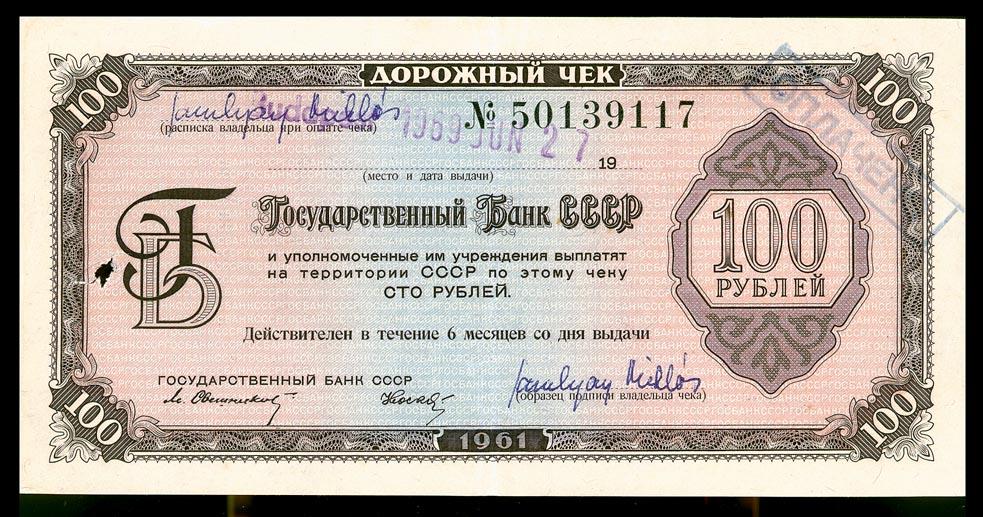 ДОРОЖНЫЙ ЧЕК
100
100
(расписка владельца при оплате чека)
№ 50139117
1969 JUN 27
ОПЛАЧЕН
19
(место и дата выдачи)
ГБ
Государственный Банк СССР
и уполномоченные им учреждения выплатят
на территории СССР по этому чеку
СТО РУБЛЕЙ.
100
РУБЛЕЙ
Действителен в течение 6 месяцев со дня выдачи
ГОСУДАРСТВЕННЫЙ БАНК СССР
(образец подписи владельца чека)
100
1961
100